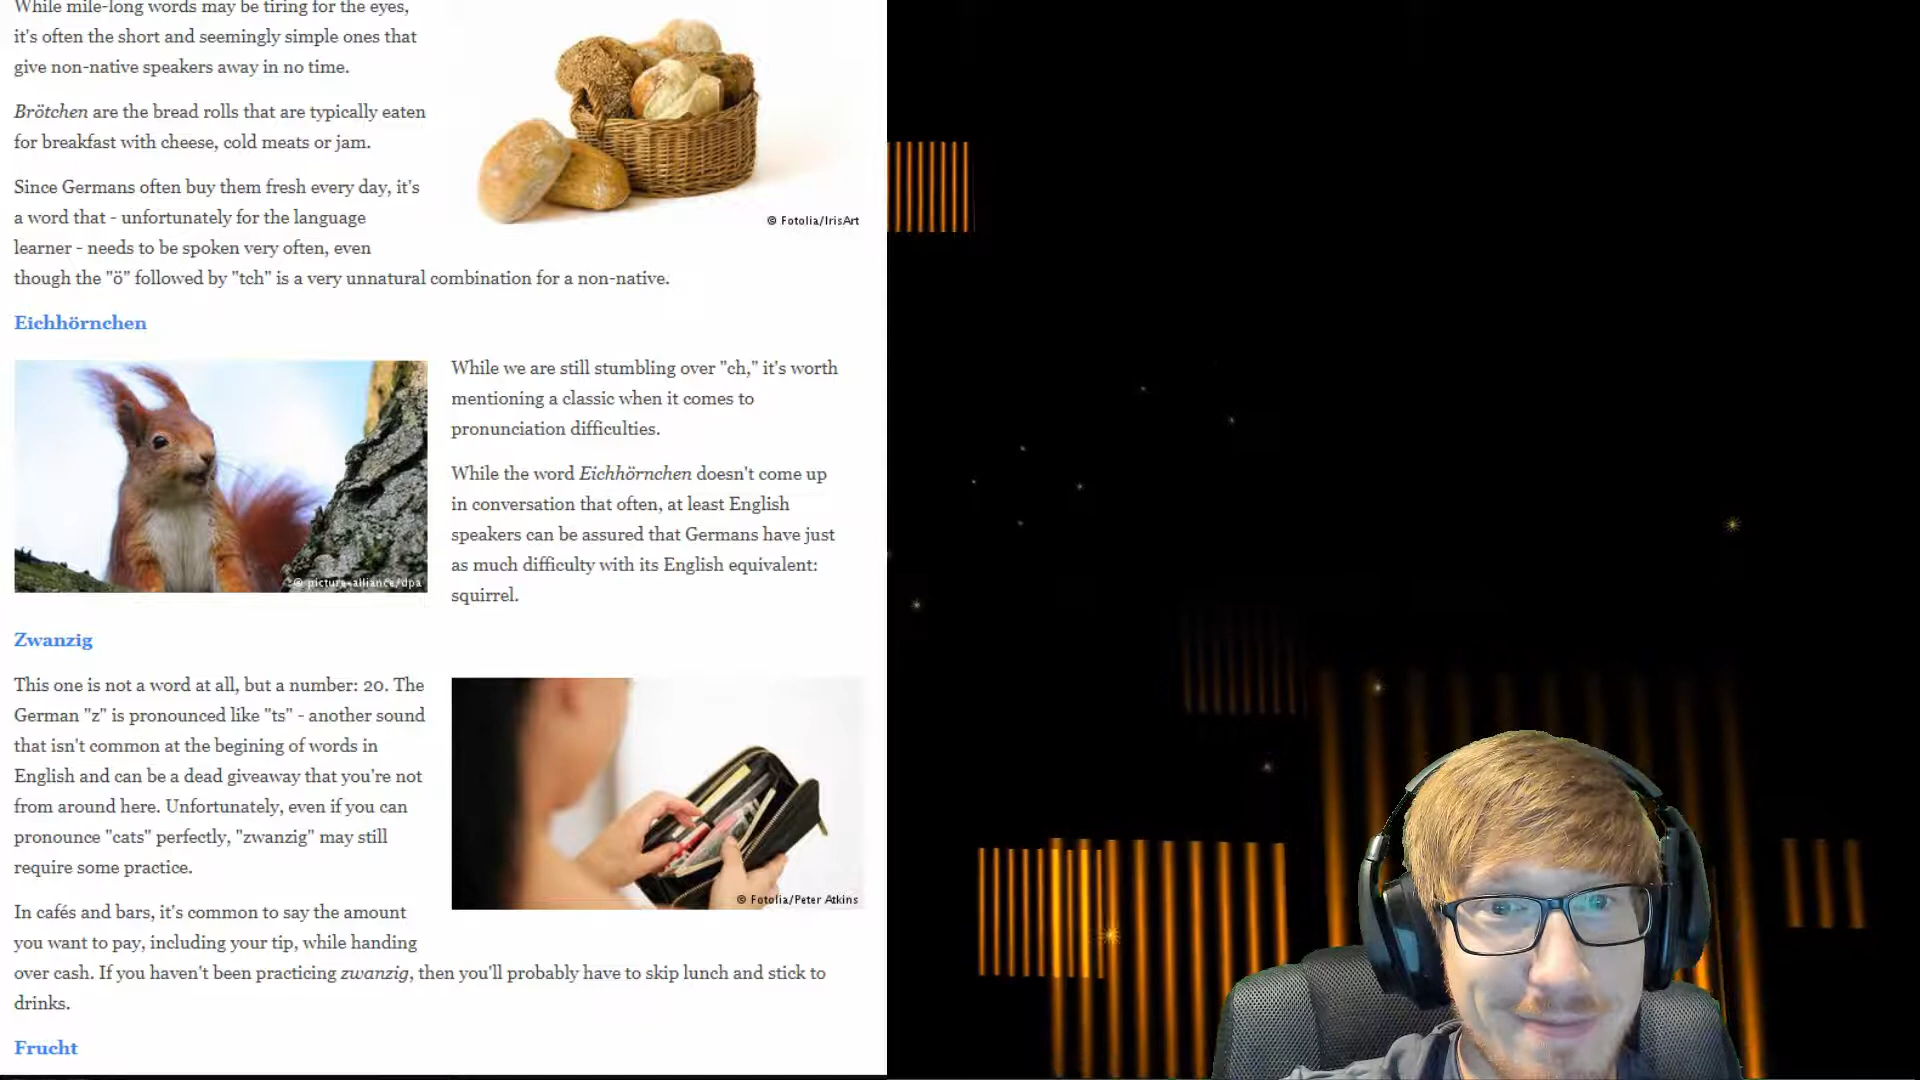 While mile-long words may be tiring for the eyes,
it's often the short and seemingly simple ones that
give non-native speakers away in no time.
Brötchen are the bread rolls that are typically eaten
for breakfast with cheese, cold meats or jam.
Since Germans often buy them fresh every day, it's
a word that - unfortunately for the language
learner - needs to be spoken very often, even
though the "ö" followed by "tch" is a very unnatural combination for a non-native.
© Fotolia/IrisArt
Eichhörnchen
© picture-alliance/dpa
While we are still stumbling over "ch," it's worth
mentioning a classic when it comes to
pronunciation difficulties.
While the word Eichhörnchen doesn't come up
in conversation that often, at least English
speakers can be assured that Germans have just
as much difficulty with its English equivalent:
squirrel.
Zwanzig
This one is not a word at all, but a number: 20. The
German "z" is pronounced like "ts" - another sound
that isn't common at the begining of words in
English and can be a dead giveaway that you're not
from around here. Unfortunately, even if you can
pronounce "cats" perfectly, "zwanzig" may still
require some practice.
© Fotolia/Peter Atkins
In cafés and bars, it's common to say the amount
you want to pay, including your tip, while handing
over cash. If you haven't been practicing zwanzig, then you'll probably have to skip lunch and stick to
drinks.
Frucht